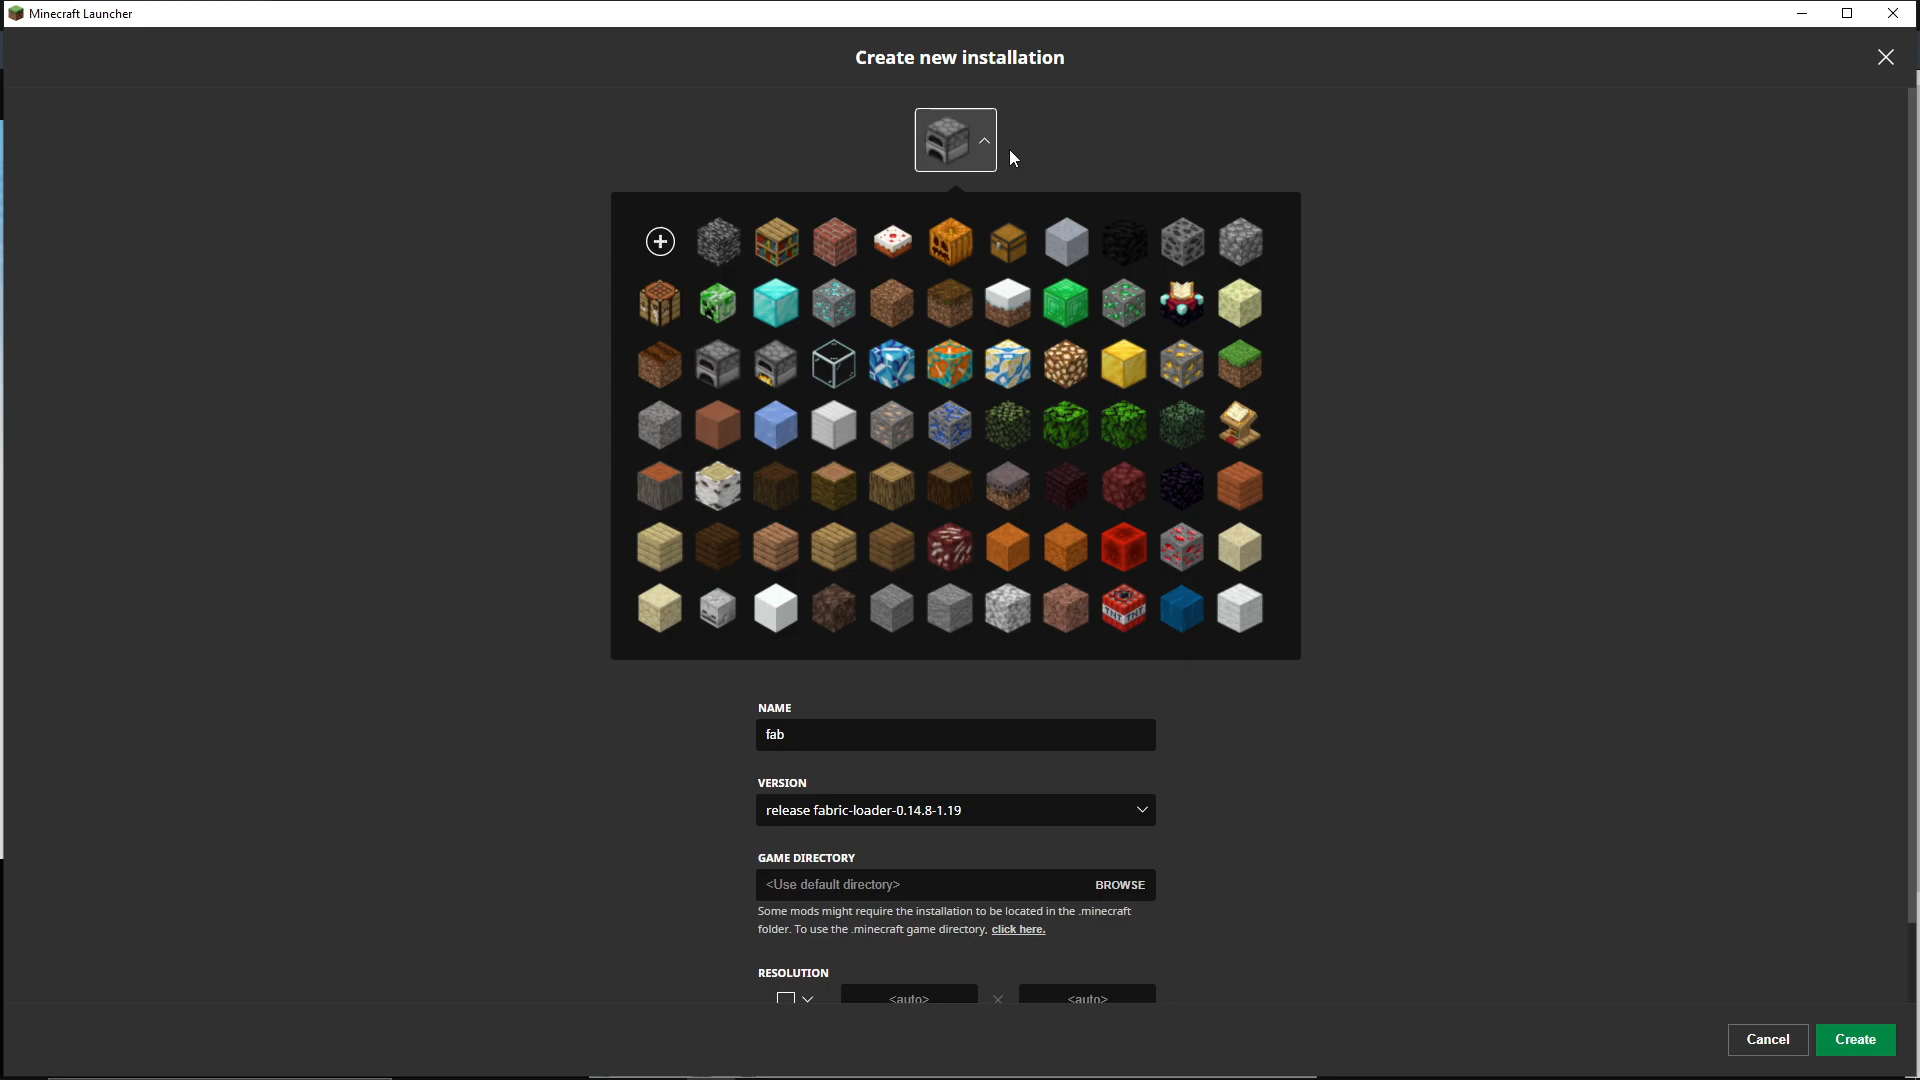 Minecraft Launcher
Create new installation
TNT TNT
NAME
fab
VERSION
release fabric-loader-0.14.8-1.19
GAME DIRECTORY
<Use default directory>
BROWSE
Some mods might require the installation to be located in the .minecraft
folder. To use the .minecraft game directory, click here.
RESOLUTION
<auto>
<auto>
Cancel
Create